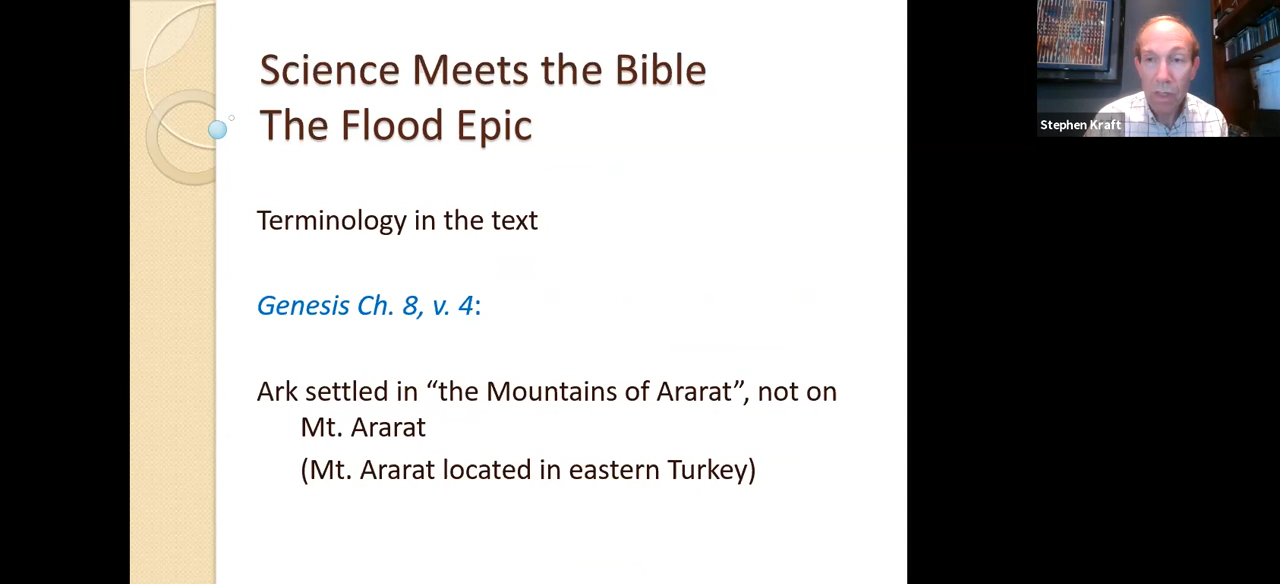 Science Meets the Bible
The Flood Epic
Terminology in the text
Genesis Ch. 8, v. 4:
Ark settled in “the Mountains of Ararat”, not on
Mt. Ararat
(Mt. Ararat located in eastern Turkey)
Stephen Kraft